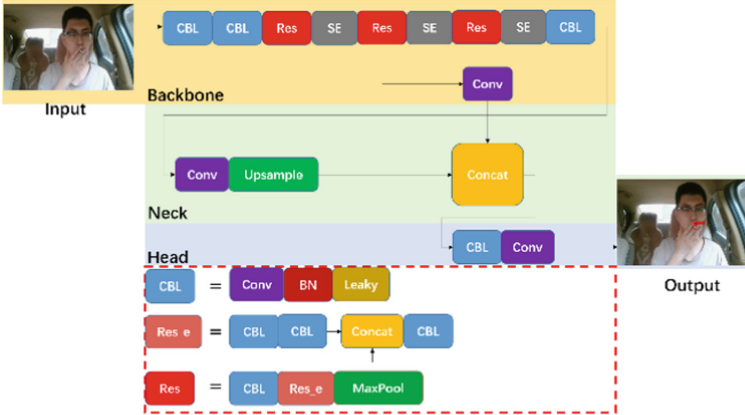 CBL CBL Res SE Res SE Res SE CBL
Input
Backbone
Conv
Conv Upsample
Concat
Neck
CBL Conv
Head
Output
CBL = Conv BN Leaky
Res_e = CBL CBL Concat CBL
Res = CBL Res_e MaxPool